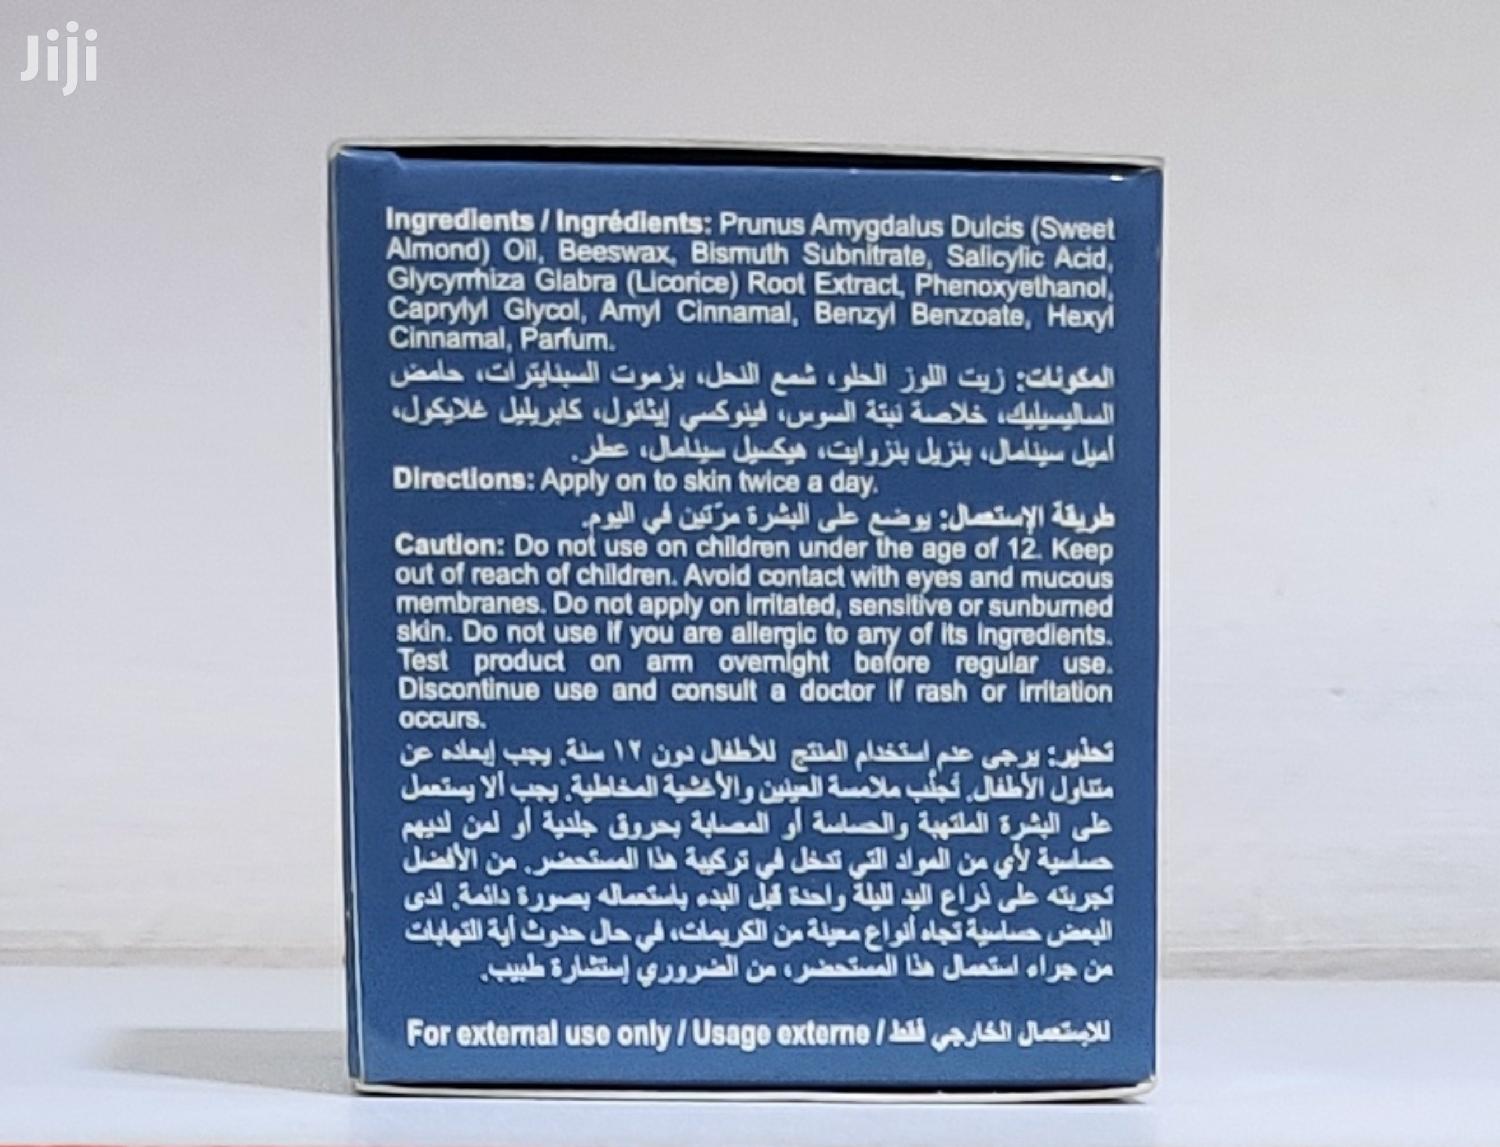 Jiji
Ingredients / Ingrédients: Prunus Amygdalus Dulcis (Sweet
Almond) Oil, Beeswax, Bismuth Subnitrate, Salicylic Acid,
Glycyrrhiza Glabra (Licorice) Root Extract, Phenoxyethanol,
Caprylyl Glycol, Amyl Cinnamal, Benzyl Benzoate, Hexyl
Cinnamal, Parfum.
المكونات: زيت اللوز الحلو، شمع النحل، بزموت السبنايترات، حامض
الساليسيليك، خلاصة نبتة السوس، فينوكسي إيثانول، كابريليل غلايكول،
أميل سينامال، بنزيل بنزوايت، هيكسيل سينامال، عطر.
Directions: Apply on to skin twice a day.
طريقة الإستعمال: يوضع على البشرة مرّتين في اليوم.
Caution: Do not use on children under the age of 12. Keep
out of reach of children. Avoid contact with eyes and mucous
membranes. Do not apply on irritated, sensitive or sunburned
skin. Do not use if you are allergic to any of its ingredients.
Test product on arm overnight before regular use.
Discontinue use and consult a doctor if rash or irritation
occurs.
تحذير: يرجى عدم استخدام المنتج للأطفال دون ١٢ سنة. يجب إبعاده عن
متناول الأطفال. تجنّب ملامسة العينين والأغشية المخاطية. يجب ألا يستعمل
على البشرة الملتهبة والحساسة أو المصابة بحروق جلدية أو لمن لديهم
حساسية لأي من المواد التي تدخل في تركيبة هذا المستحضر. من الأفضل
تجربته على ذراع اليد لليلة واحدة قبل البدء باستعماله بصورة دائمة. لدى
البعض حساسية تجاه أنواع معينة من الكريمات، في حال حدوث أية التهابات
من جراء استعمال هذا المستحضر، من الضروري إستشارة طبيب.
For external use only / Usage externe / للإستعمال الخارجي فقط